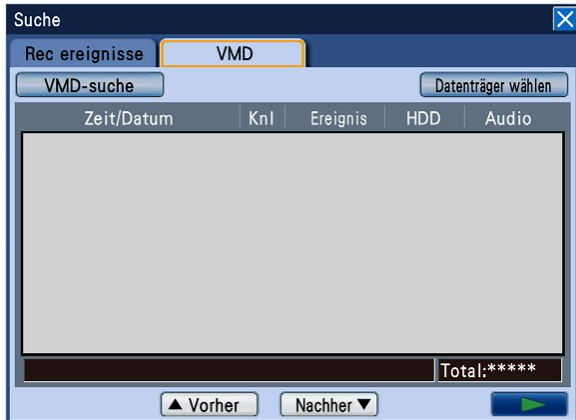 Suche
Rec ereignisse VMD
VMD-suche Datenträger wählen
Zeit/Datum Knl Ereignis HDD Audio
Total:*****
▲ Vorher Nachher ▼